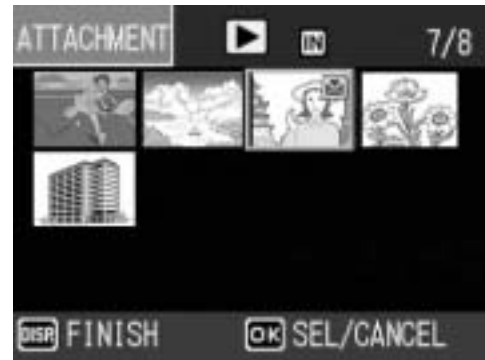 ATTACHMENT IN 7/8
DISP. FINISH OK SEL/CANCEL